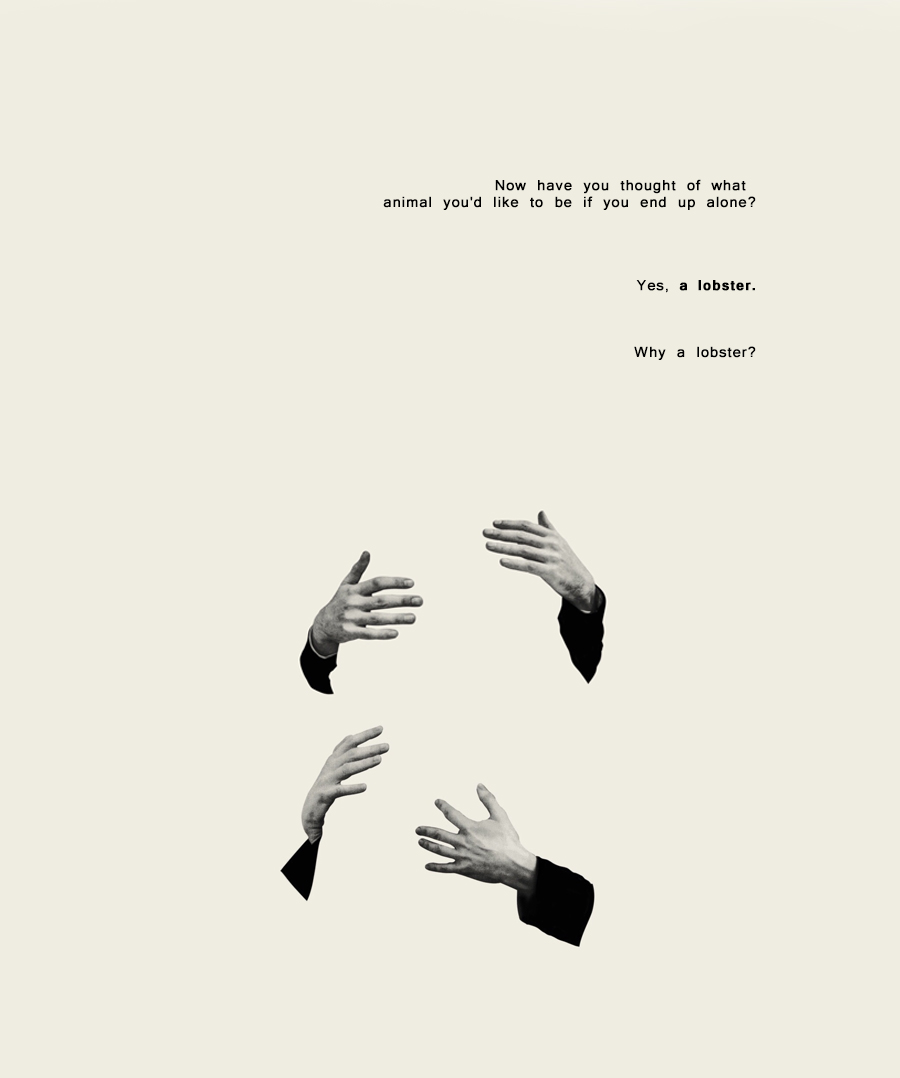 Now have you thought of what
animal you'd like to be if you end up alone?
Yes, a lobster.
Why a lobster?